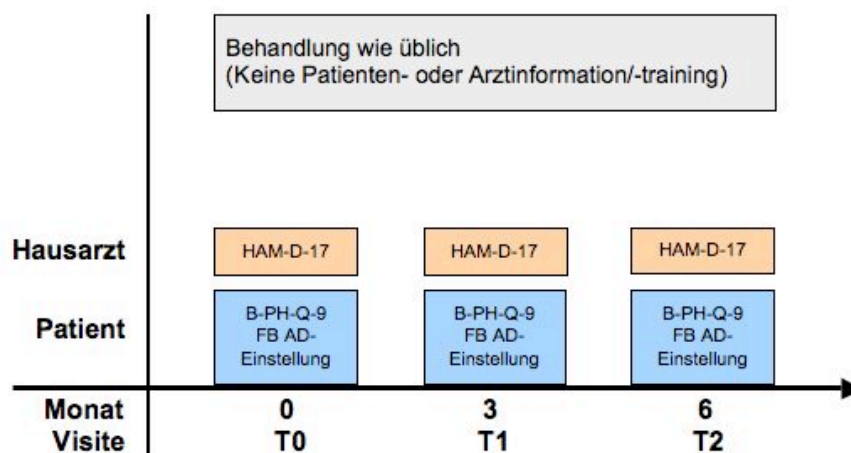 Behandlung wie üblich
(Keine Patienten- oder Arztinformation/-training)
Hausarzt
HAM-D-17
HAM-D-17
HAM-D-17
Patient
B-PH-Q-9
FB AD-
Einstellung
B-PH-Q-9
FB AD-
Einstellung
B-PH-Q-9
FB AD-
Einstellung
Monat 0 3 6
Visite T0 T1 T2